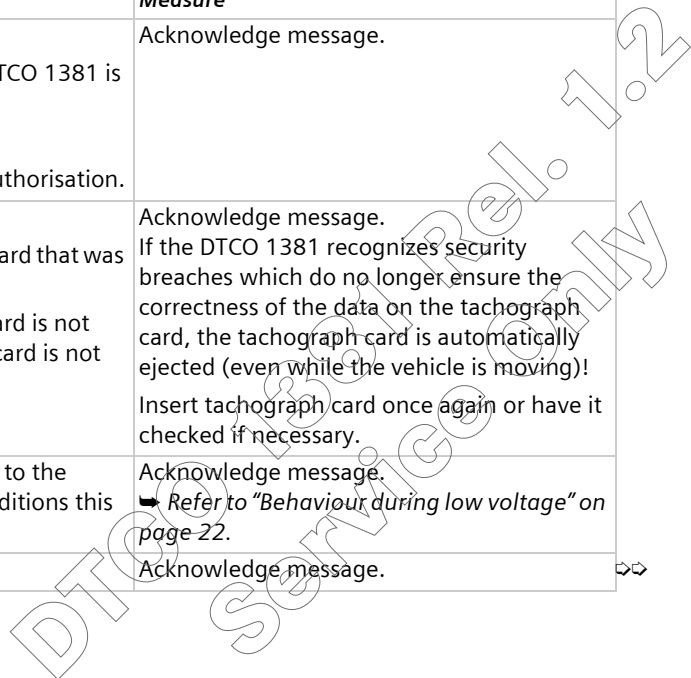 Measure
Acknowledge message.
TCO 1381 is
uthorisation.
Acknowledge message.
ard that was
If the DTCO 1381 recognizes security
breaches which do no longer ensure the
correctness of the data on the tachograph
ard is not
card, the tachograph card is automatically
card is not
ejected (even while the vehicle is moving)!
Insert tachograph card once again or have it
checked if necessary.
to the
Acknowledge message.
ditions this
➥ Refer to “Behaviour during low voltage” on
page 22.
Acknowledge message.
DTCO 1381 Rel. 1.2
Service Only